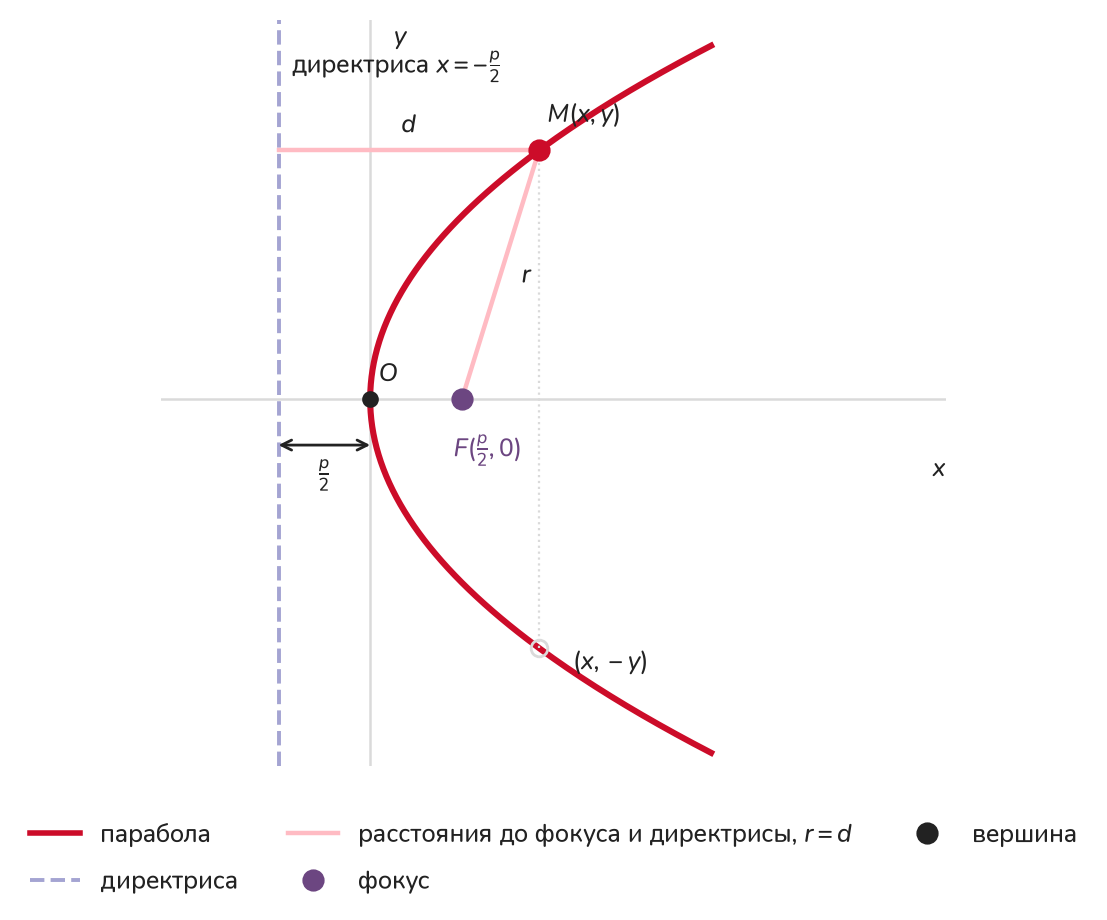 y
директриса x = −p/2
M(x, y)
d
r
O
F(p/2, 0)
p/2
x
(x, − y)
парабола
расстояния до фокуса и директрисы, r = d
вершина
директриса
фокус